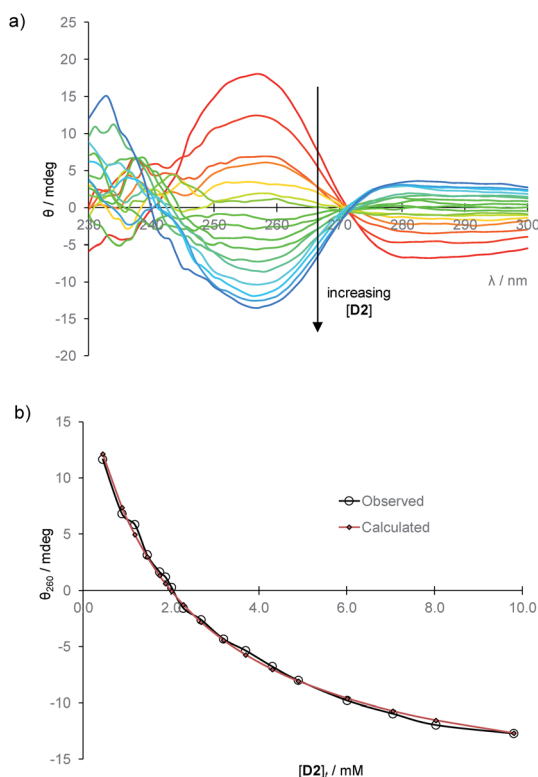 a)
25
20
15
10
5
0
-5
-10
-15
-20
θ / mdeg
230 240 250 260 270 280 290 300
λ / nm
increasing
[D2]
b)
15
10
5
0
-5
-10
-15
θ260 / mdeg
0.0 2.0 4.0 6.0 8.0 10.0
Observed
Calculated
[D2]t / mM